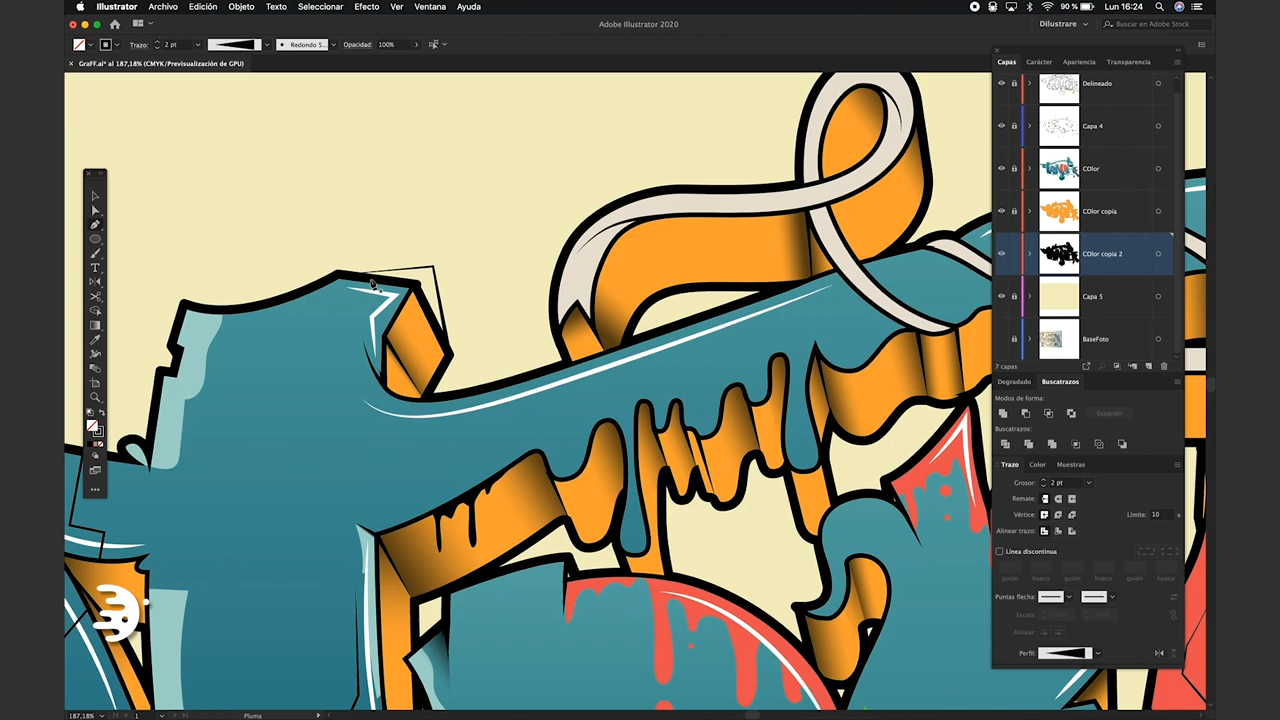 Illustrator Archivo Edición Objeto Texto Seleccionar Efecto Ver Ventana Ayuda 90 % Lun 16:24
Adobe Illustrator 2020 Dilustrare Buscar en Adobe Stock
Trazo: 2 pt Redondo 5... Opacidad: 100%
GraFF.ai* al 187,18% (CMYK/Previsualización de GPU)
Capas Carácter Apariencia Transparencia
Delineado
Capa 4
COlor
COlor copia
COlor copia 2
Capa 5
BaseFoto
7 capas
Degradado Buscatrazos
Modos de forma:
Expandir
Buscatrazos:
Trazo Color Muestras
Grosor: 2 pt
Remate:
Vértice: Límite: 10 x
Alinear trazo:
Línea discontinua
guión hueco guión hueco guión hueco
Puntas flecha:
Escala:
Alinear:
Perfil:
187,18% 1 Pluma